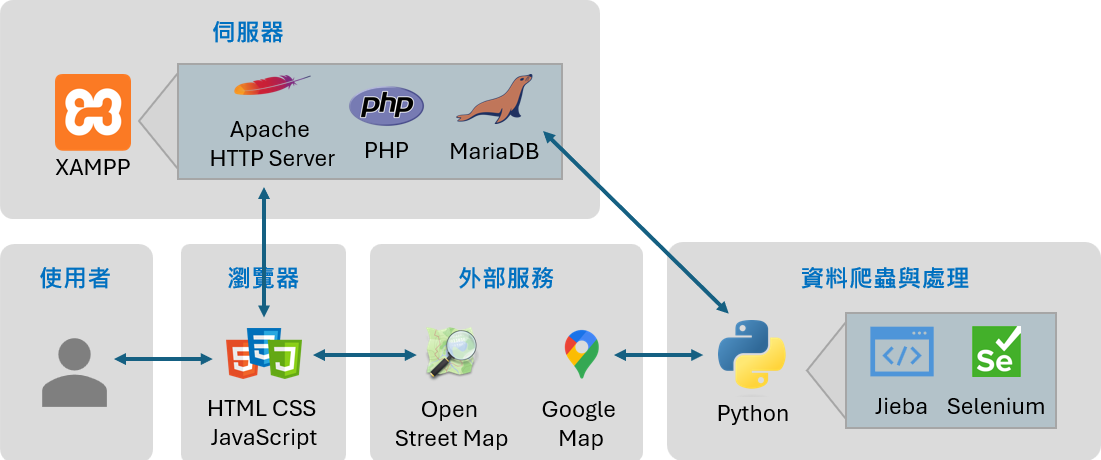 伺服器
XAMPP
Apache
HTTP Server
php
PHP
MariaDB
使用者
瀏覽器
5 3 J
HTML CSS
JavaScript
外部服務
Open
Street Map
Google
Map
資料爬蟲與處理
Python
</>
Jieba
Se
Selenium